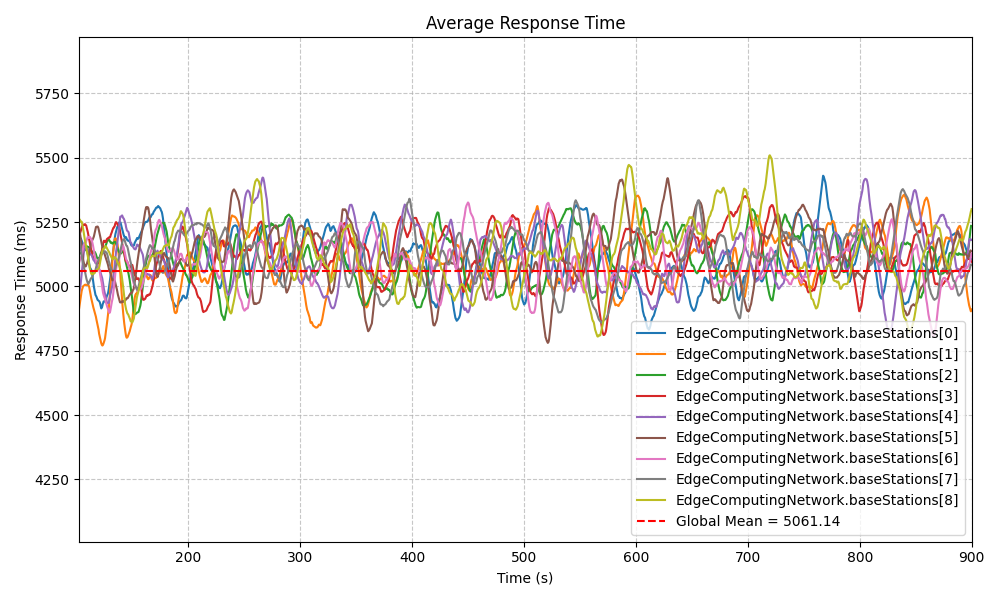 Average Response Time
Response Time (ms)
5750
5500
5250
5000
4750
4500
4250
EdgeComputingNetwork.baseStations[0]
EdgeComputingNetwork.baseStations[1]
EdgeComputingNetwork.baseStations[2]
EdgeComputingNetwork.baseStations[3]
EdgeComputingNetwork.baseStations[4]
EdgeComputingNetwork.baseStations[5]
EdgeComputingNetwork.baseStations[6]
EdgeComputingNetwork.baseStations[7]
EdgeComputingNetwork.baseStations[8]
Global Mean = 5061.14
200 300 400 500 600 700 800 900
Time (s)